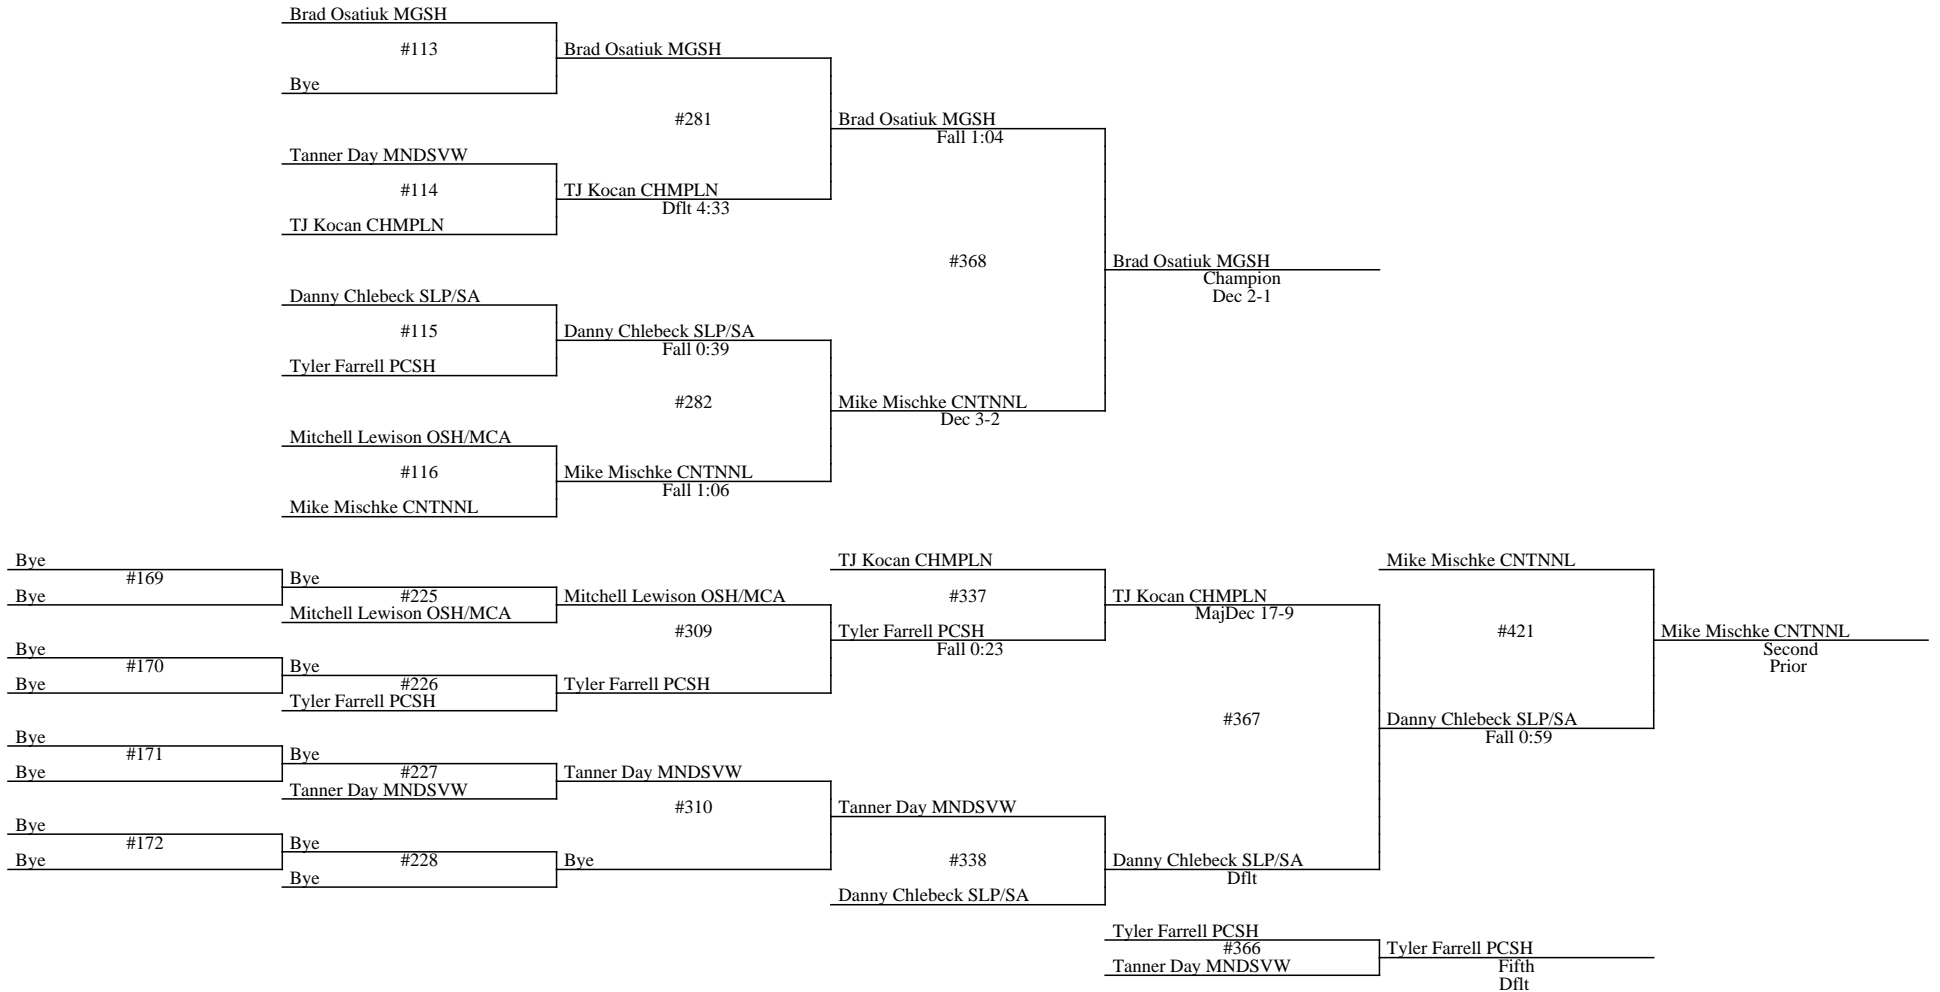 Brad Osatiuk MGSH
#113
Brad Osatiuk MGSH
Bye
#281
Brad Osatiuk MGSH
Fall 1:04
Tanner Day MNDSVW
#114
TJ Kocan CHMPLN
Dflt 4:33
TJ Kocan CHMPLN
#368
Brad Osatiuk MGSH
Champion
Dec 2-1
Danny Chlebeck SLP/SA
#115
Danny Chlebeck SLP/SA
Fall 0:39
Tyler Farrell PCSH
#282
Mike Mischke CNTNNL
Dec 3-2
Mitchell Lewison OSH/MCA
#116
Mike Mischke CNTNNL
Fall 1:06
Mike Mischke CNTNNL
Bye
#169
Bye
Bye
#225
Mitchell Lewison OSH/MCA
Mitchell Lewison OSH/MCA
#309
Bye
#170
Bye
Bye
#226
Tyler Farrell PCSH
Tyler Farrell PCSH
TJ Kocan CHMPLN
#337
Tyler Farrell PCSH
Fall 0:23
TJ Kocan CHMPLN
MajDec 17-9
Mike Mischke CNTNNL
#421
Mike Mischke CNTNNL
Second
Prior
#367
Danny Chlebeck SLP/SA
Fall 0:59
Bye
#171
Bye
Bye
#227
Tanner Day MNDSVW
Tanner Day MNDSVW
#310
Tanner Day MNDSVW
Bye
#172
Bye
Bye
#228
Bye
Bye
#338
Danny Chlebeck SLP/SA
Dflt
Danny Chlebeck SLP/SA
Tyler Farrell PCSH
#366
Tanner Day MNDSVW
Tyler Farrell PCSH
Fifth
Dflt